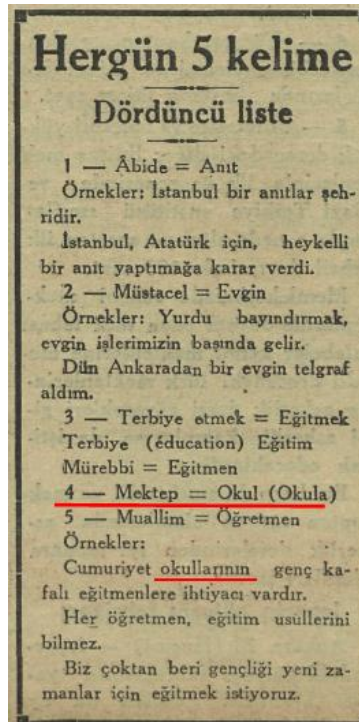 Hergün 5 kelime
Dördüncü liste
1 — Âbide = Anıt
Örnekler: İstanbul bir anıtlar şeh-
ridir.
İstanbul, Atatürk için, heykelli
bir anıt yaptımağa karar verdi.
2 — Müstacel = Evgin
Örnekler: Yurdu bayındırmak,
evgin işlerimizin başında gelir.
Dün Ankaradan bir evgin telgraf
aldım.
3 — Terbiye etmek = Eğitmek
Terbiye (éducation) Eğitim
Mürebbi = Eğitmen
4 — Mektep = Okul (Okula)
5 — Muallim = Öğretmen
Örnekler:
Cumuriyet okullarının genç ka-
falı eğitmenlere ihtiyacı vardır.
Her öğretmen, eğitim usüllerini
bilmez.
Biz çoktan beri gençliği yeni za-
manlar için eğitmek istiyoruz.